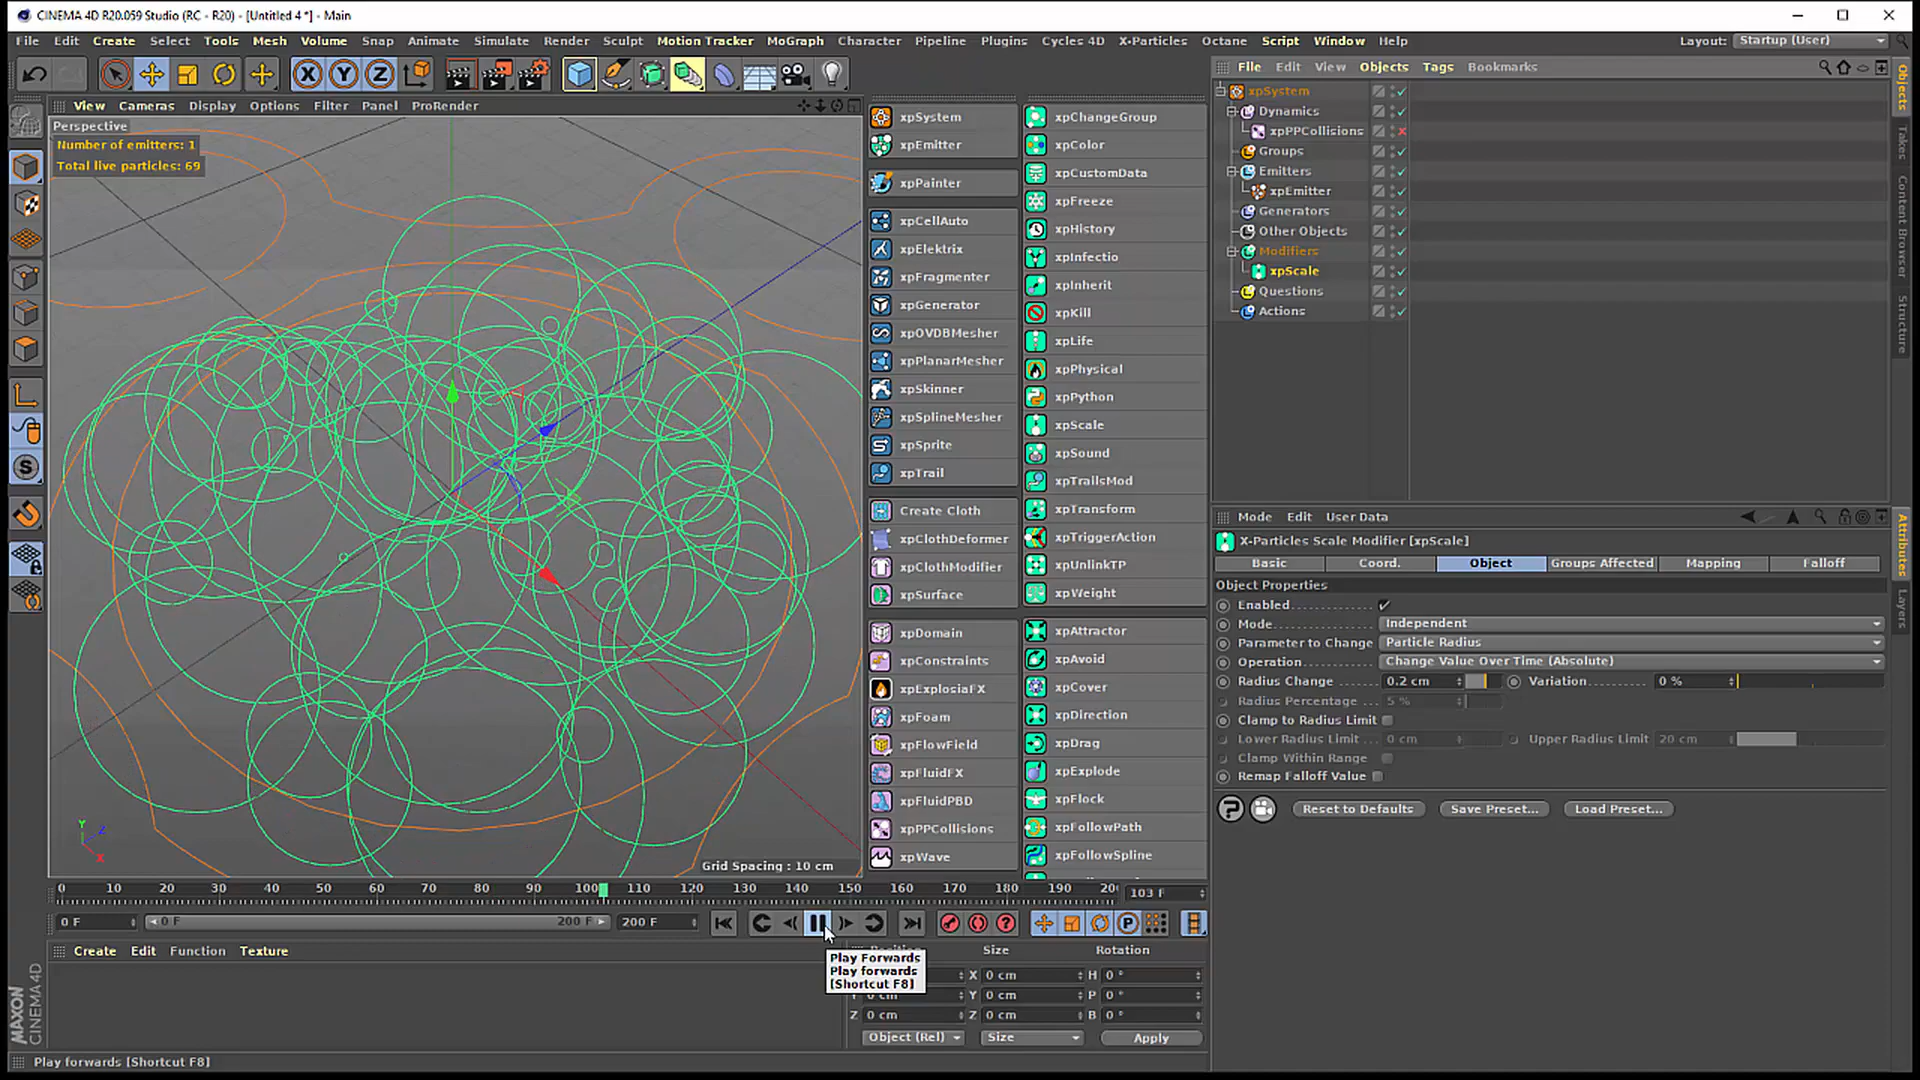 CINEMA 4D R20.059 Studio (RC - R20) - [Untitled 4 *] - Main
File Edit Create Select Tools Mesh Volume Snap Animate Simulate Render Sculpt Motion Tracker MoGraph Character Pipeline Plugins Cycles 4D X-Particles Octane Script Window Help Layout: Startup (User)
X Y Z
File Edit View Objects Tags Bookmarks
View Cameras Display Options Filter Panel ProRender
Perspective
Number of emitters: 1
Total live particles: 69
Grid Spacing : 10 cm
Y Z X
xpSystem
xpEmitter
xpPainter
xpCellAuto
xpElektrix
xpFragmenter
xpGenerator
xpOVDBMesher
xpPlanarMesher
xpSkinner
xpSplineMesher
xpSprite
xpTrail
Create Cloth
xpClothDeformer
xpClothModifier
xpSurface
xpDomain
xpConstraints
xpExplosiaFX
xpFoam
xpFlowField
xpFluidFX
xpFluidPBD
xpPPCollisions
xpWave
xpChangeGroup
xpColor
xpCustomData
xpFreeze
xpHistory
xpInfectio
xpInherit
xpKill
xpLife
xpPhysical
xpPython
xpScale
xpSound
xpTrailsMod
xpTransform
xpTriggerAction
xpUnlinkTP
xpWeight
xpAttractor
xpAvoid
xpCover
xpDirection
xpDrag
xpExplode
xpFlock
xpFollowPath
xpFollowSpline
xpSystem
Dynamics
xpPPCollisions
Groups
Emitters
xpEmitter
Generators
Other Objects
Modifiers
xpScale
Questions
Actions
Objects
Takes
Content Browser
Structure
Mode Edit User Data
X-Particles Scale Modifier [xpScale]
Basic Coord. Object Groups Affected Mapping Falloff
Object Properties
Enabled
Mode Independent
Parameter to Change Particle Radius
Operation Change Value Over Time (Absolute)
Radius Change 0.2 cm Variation 0 %
Radius Percentage 5 %
Clamp to Radius Limit
Lower Radius Limit 0 cm Upper Radius Limit 20 cm
Clamp Within Range
Remap Falloff Value
Reset to Defaults Save Preset... Load Preset...
Attributes
Layers
0 10 20 30 40 50 60 70 80 90 100 110 120 130 140 150 160 170 180 190 20 103 F
0 F 0 F 200 F 200 F
Create Edit Function Texture
Size Rotation
Play Forwards
Play forwards
[Shortcut F8]
X 0 cm H 0 °
Y 0 cm P 0 °
Z 0 cm Z 0 cm B 0 °
Object (Rel) Size Apply
MAXON
CINEMA 4D
Play forwards [Shortcut F8]